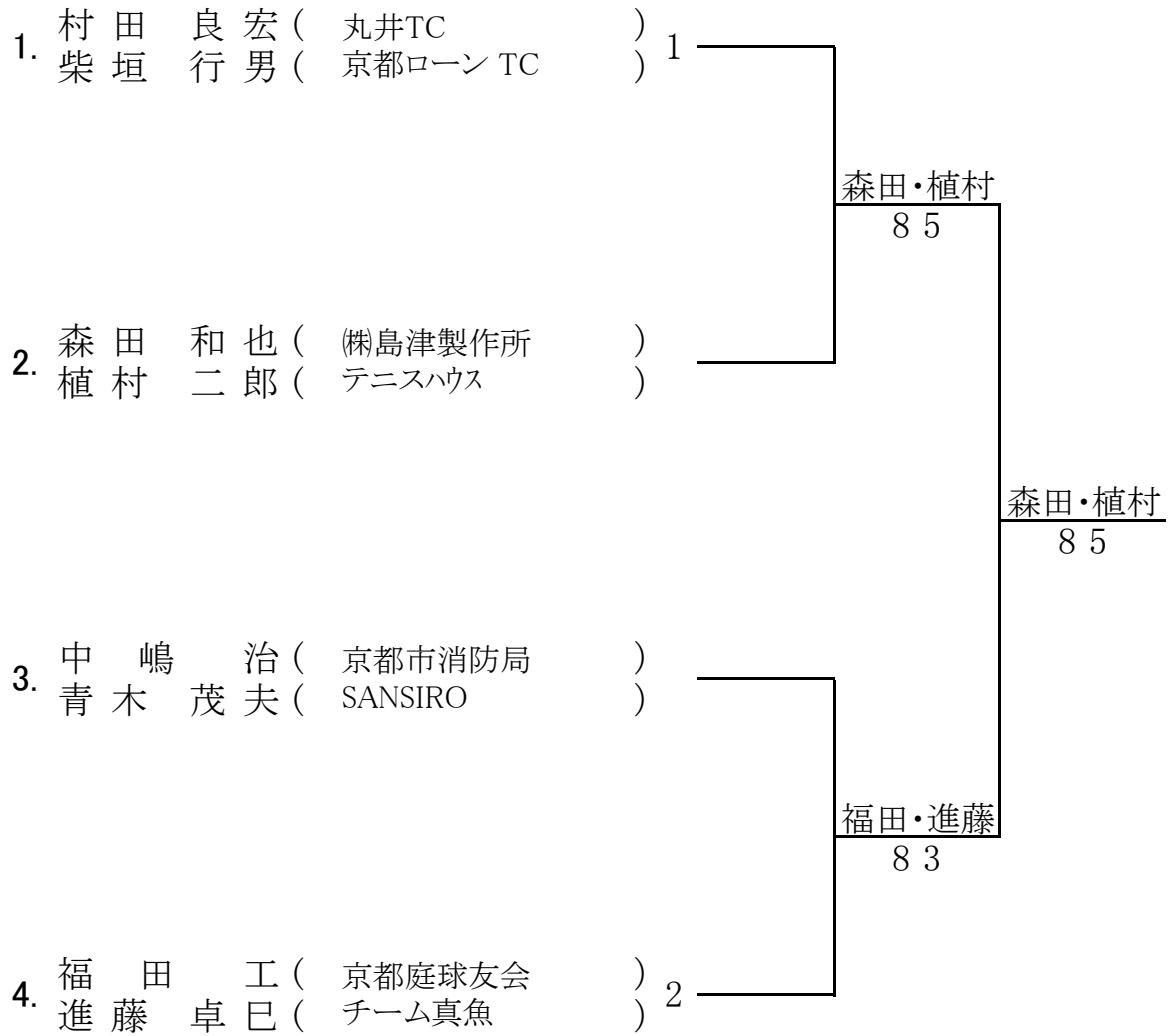 1. 村田 良宏 ( 丸井TC ) 1
柴垣 行男 ( 京都ローン TC )
森田・植村
8 5
2. 森田 和也 ( ㈱島津製作所 )
植村 二郎 ( テニスハウス )
森田・植村
8 5
3. 中嶋 治 ( 京都市消防局 )
青木 茂夫 ( SANSIRO )
福田・進藤
8 3
4. 福田 工 ( 京都庭球友会 ) 2
進藤 卓巳 ( チーム真魚 )